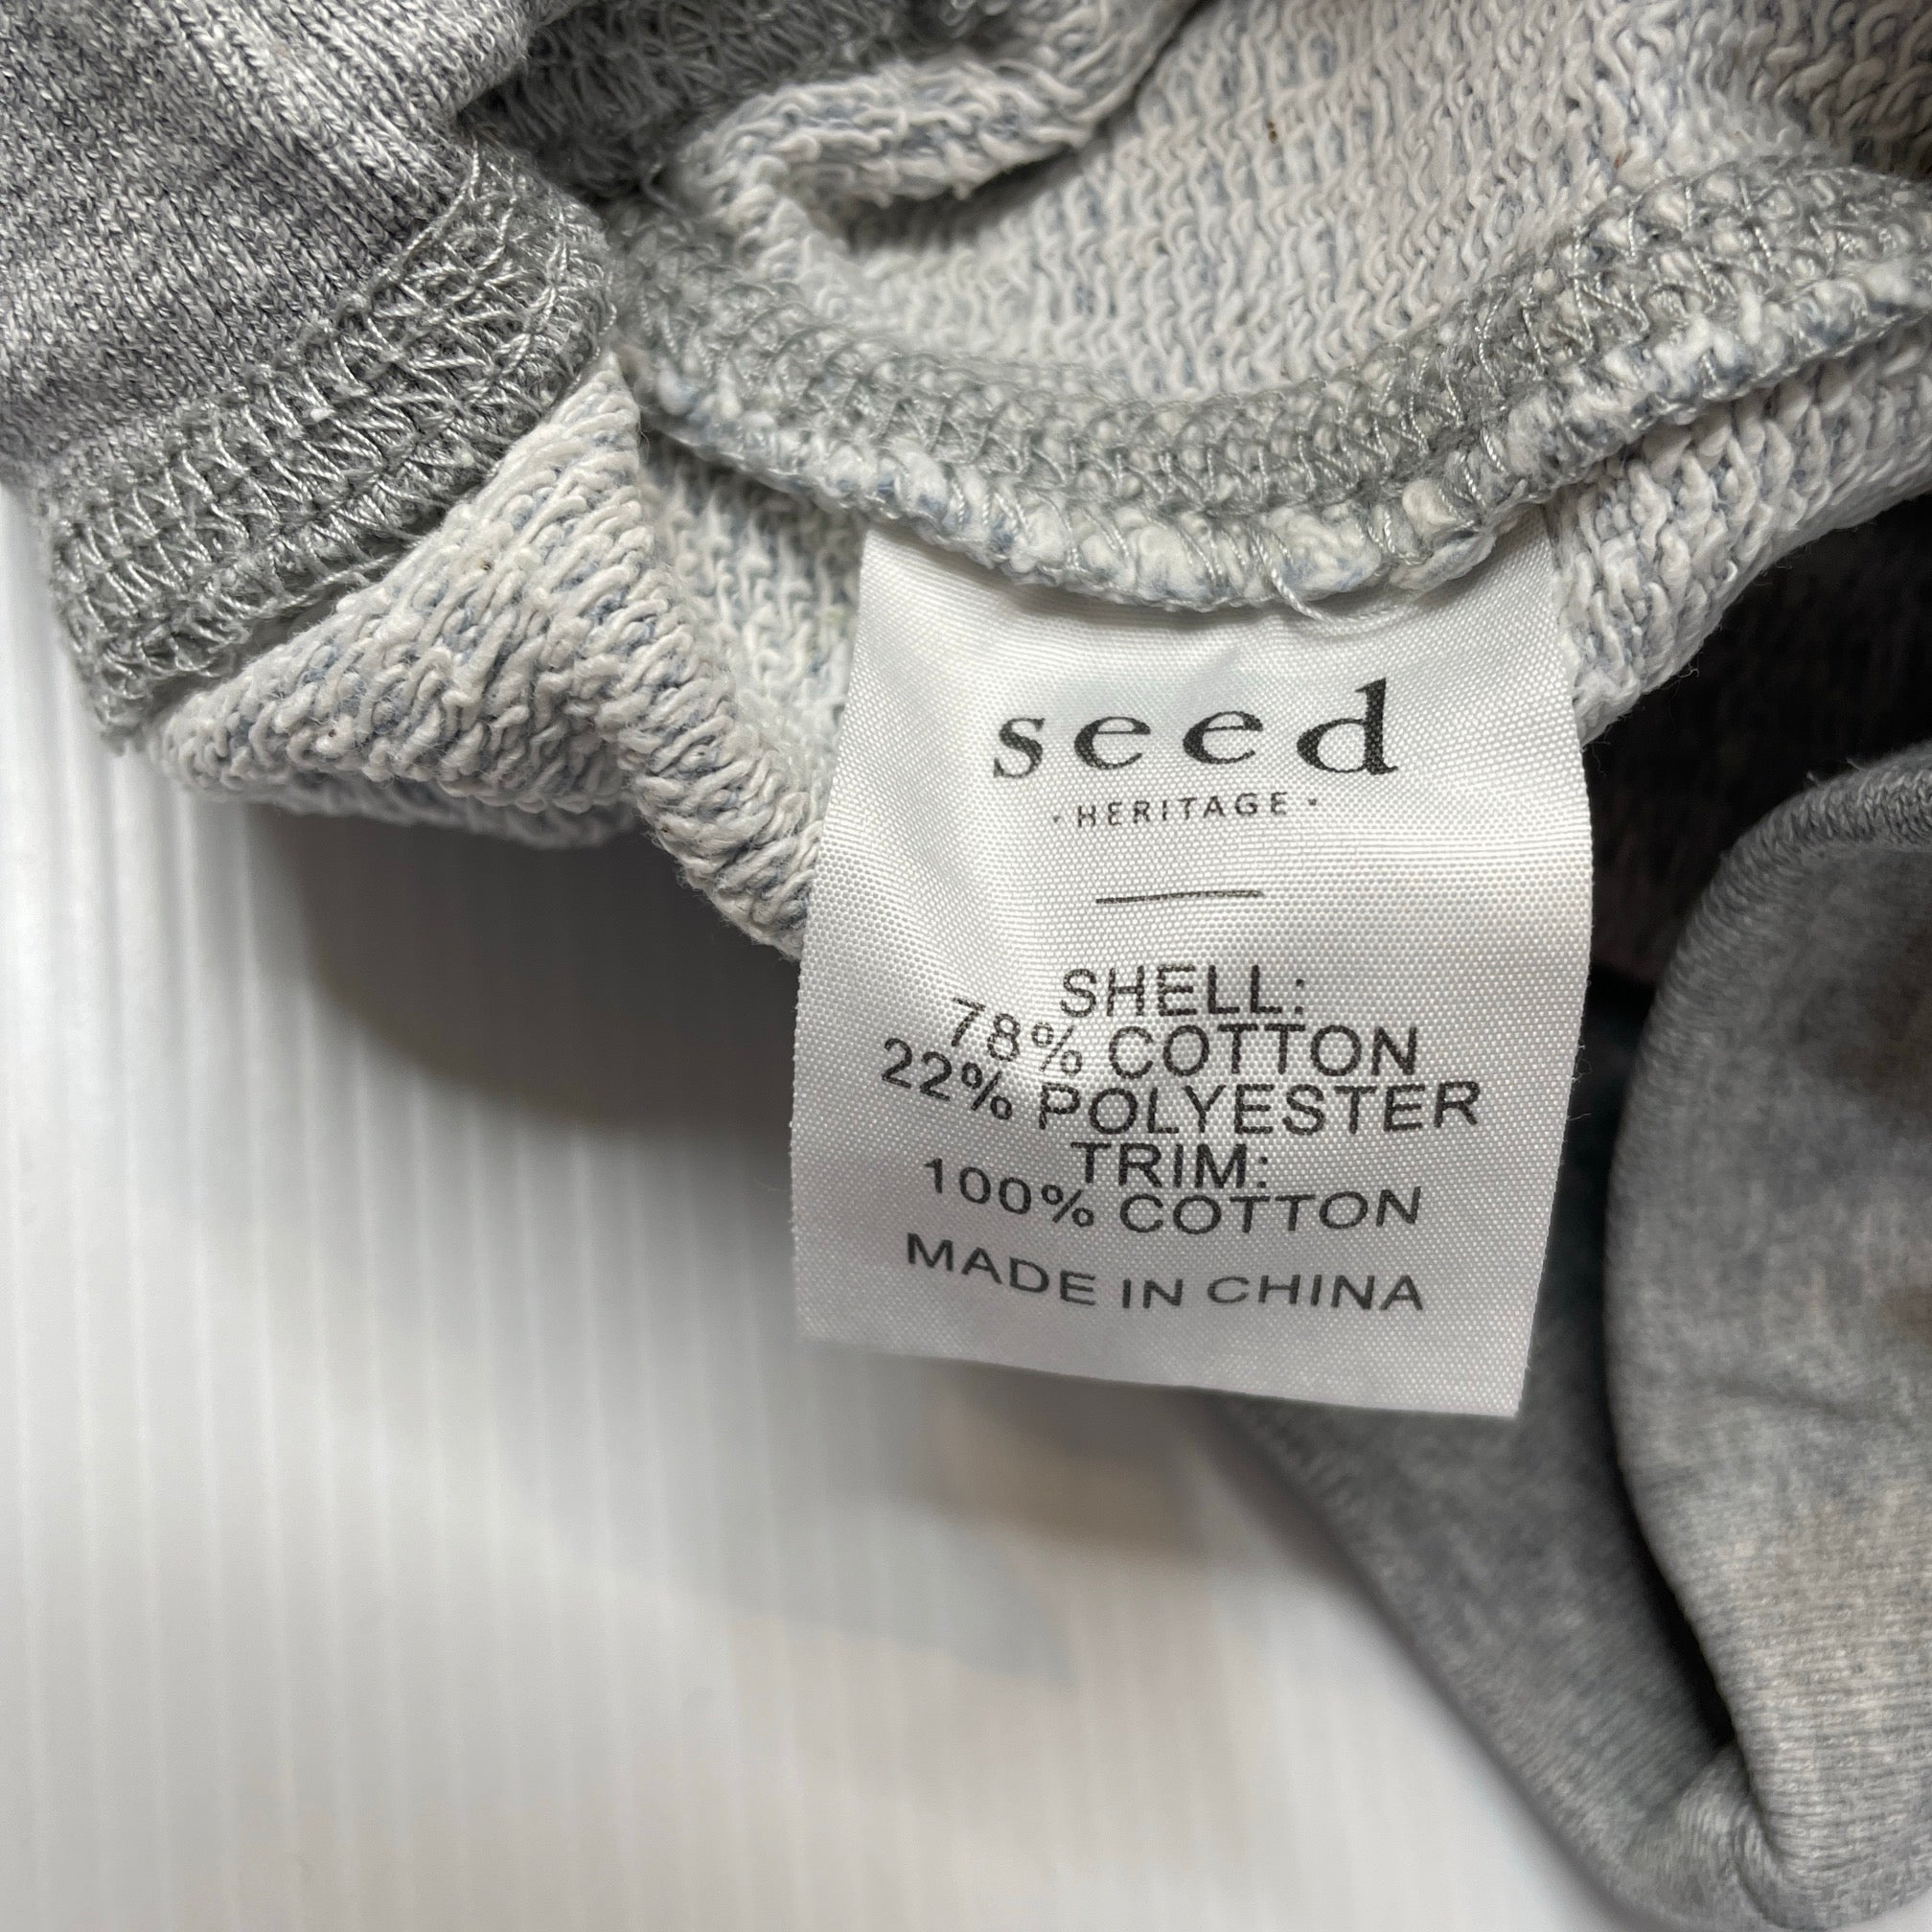 seed
·HERITAGE·
SHELL:
78% COTTON
22% POLYESTER
TRIM:
100% COTTON
MADE IN CHINA